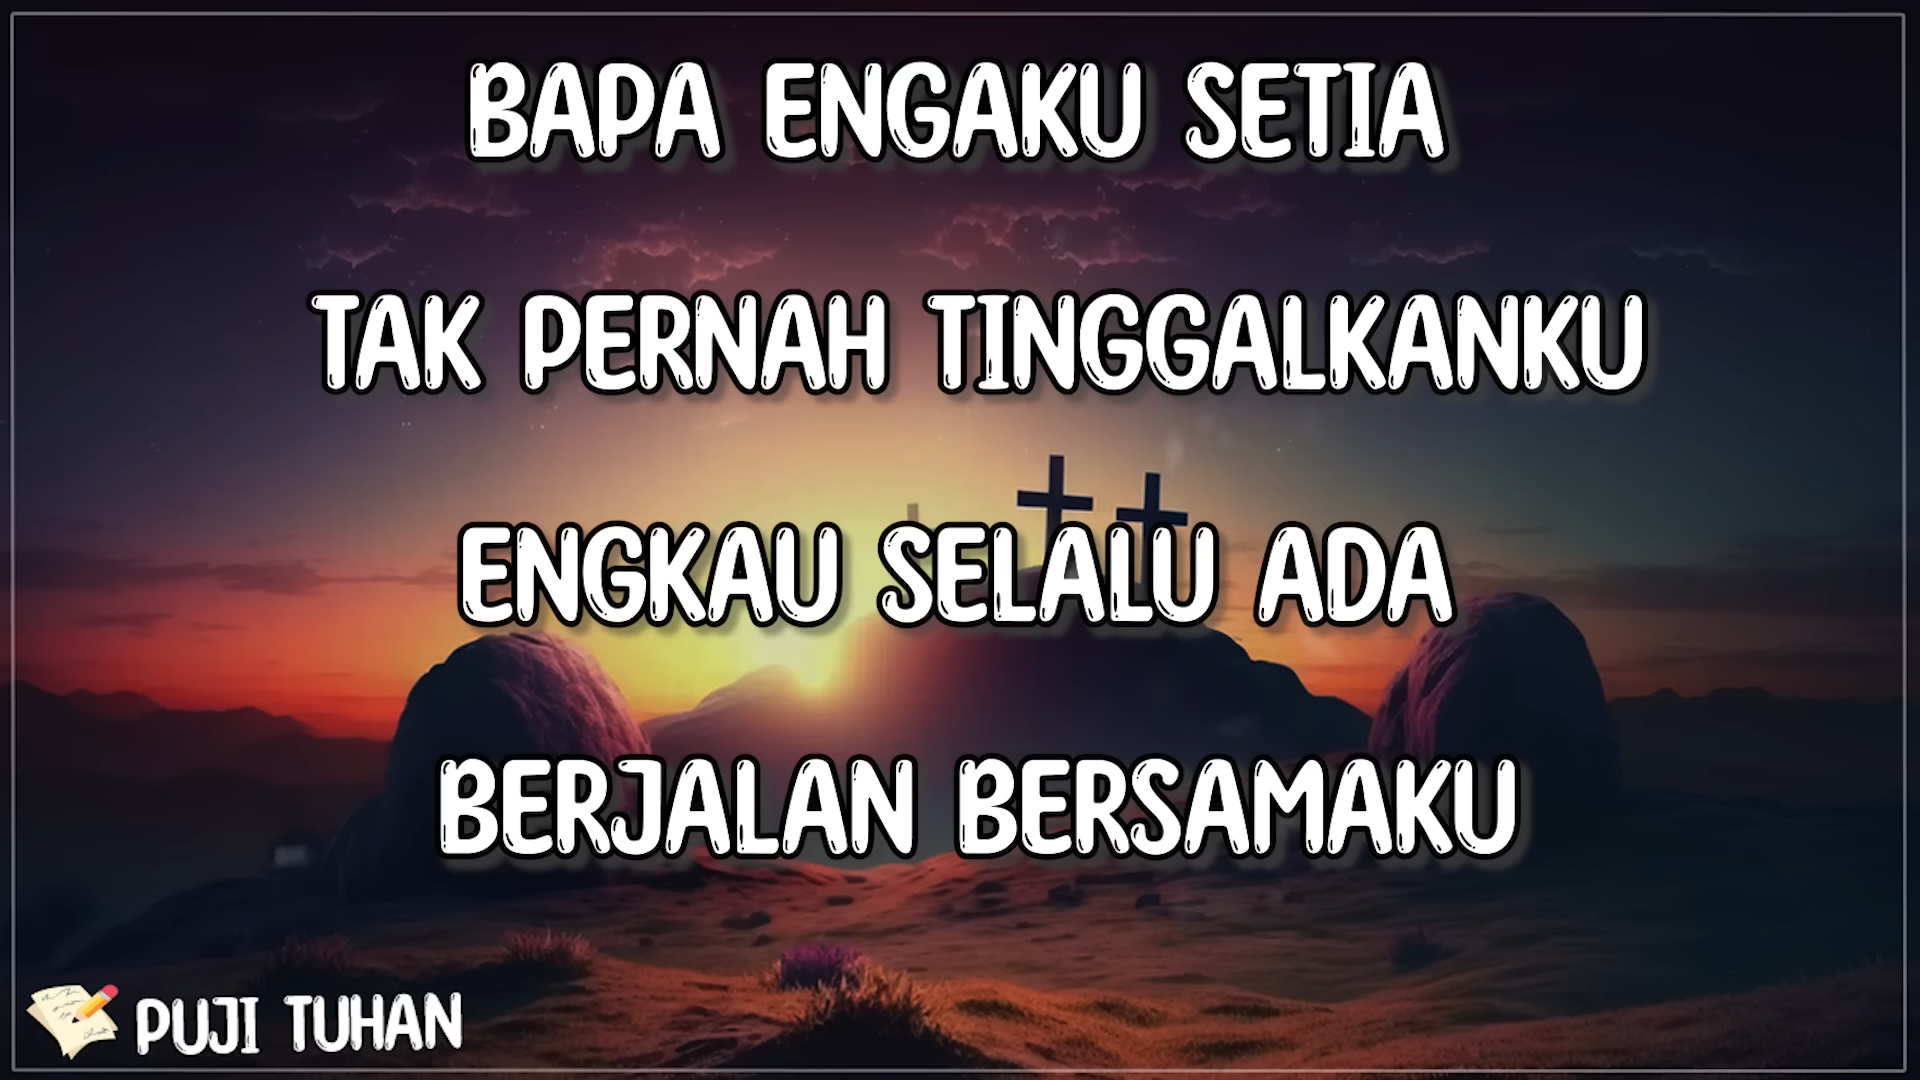 BAPA ENGAKU SETIA
TAK PERNAH TINGGALKANKU
ENGKAU SELALU ADA
BERJALAN BERSAMAKU
PUJI TUHAN